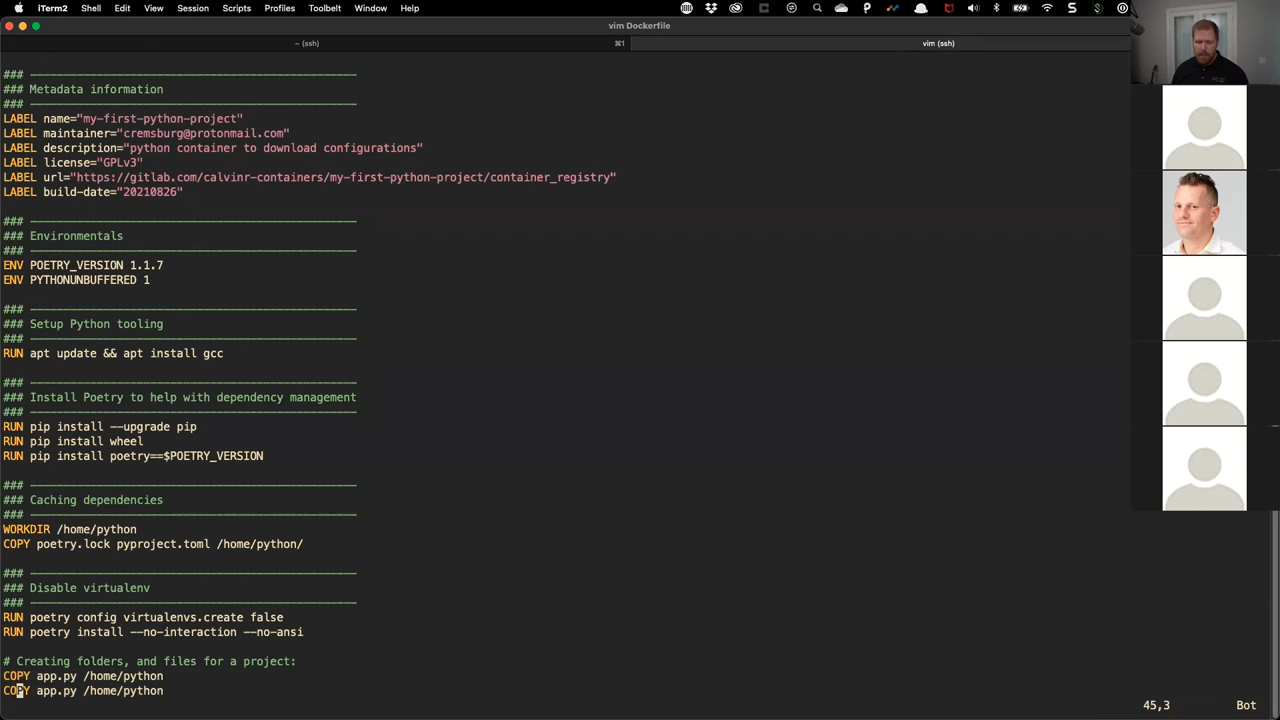 iTerm2 Shell Edit View Session Scripts Profiles Toolbelt Window Help
vim Dockerfile
~ (ssh) ⌘1 vim (ssh)
### ----------------------------------------------
### Metadata information
### ----------------------------------------------
LABEL name="my-first-python-project"
LABEL maintainer="cremsburg@protonmail.com"
LABEL description="python container to download configurations"
LABEL license="GPLv3"
LABEL url="https://gitlab.com/calvinr-containers/my-first-python-project/container_registry"
LABEL build-date="20210826"
### ----------------------------------------------
### Environmentals
### ----------------------------------------------
ENV POETRY_VERSION 1.1.7
ENV PYTHONUNBUFFERED 1
### ----------------------------------------------
### Setup Python tooling
### ----------------------------------------------
RUN apt update && apt install gcc
### ----------------------------------------------
### Install Poetry to help with dependency management
### ----------------------------------------------
RUN pip install --upgrade pip
RUN pip install wheel
RUN pip install poetry==$POETRY_VERSION
### ----------------------------------------------
### Caching dependencies
### ----------------------------------------------
WORKDIR /home/python
COPY poetry.lock pyproject.toml /home/python/
### ----------------------------------------------
### Disable virtualenv
### ----------------------------------------------
RUN poetry config virtualenvs.create false
RUN poetry install --no-interaction --no-ansi
# Creating folders, and files for a project:
COPY app.py /home/python
COPY app.py /home/python
45,3 Bot